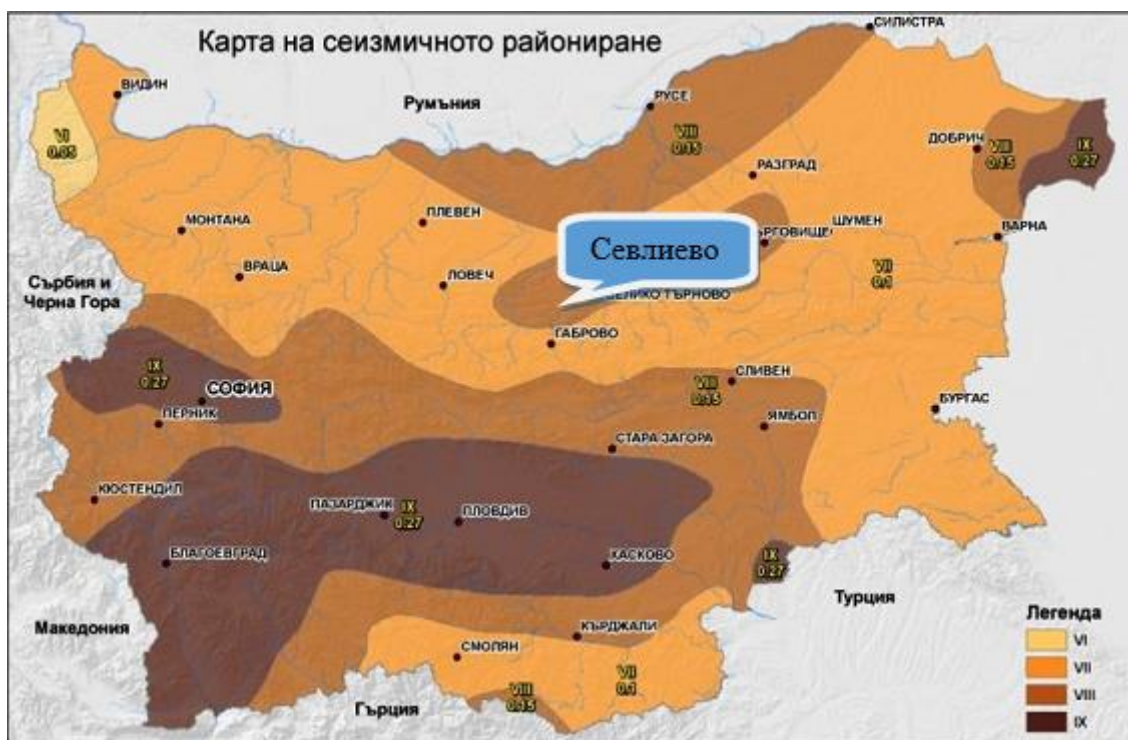 Карта на сеизмичното райониране
СИЛИСТРА
ВИДИН
Румъния
РУСЕ
VI
0.05
VIII
0.15
ДОБРИЧ
VIII
0.15
IX
0.27
РАЗГРАД
МОНТАНА
ПЛЕВЕН
ШУМЕН
ЪРГОВИЩЕ
ВАРНА
Севлиево
ВРАЦА
ЛОВЕЧ
VII
0.1
Сърбия и
Черна Гора
ЕЛИКО ТЪРНОВО
ГАБРОВО
IX
0.27
СОФИЯ
VIII
0.15
СЛИВЕН
ПЕРНИК
БУРГАС
ЯМБОЛ
СТАРА ЗАГОРА
КЮСТЕНДИЛ
ПАЗАРДЖИК
IX
0.27
ПЛОВДИВ
БЛАГОЕВГРАД
ХАСКОВО
IX
0.27
Турция
Македония
КЪРДЖАЛИ
СМОЛЯН
VII
0.1
VIII
0.15
Гърция
Легенда
VI
VII
VIII
IX